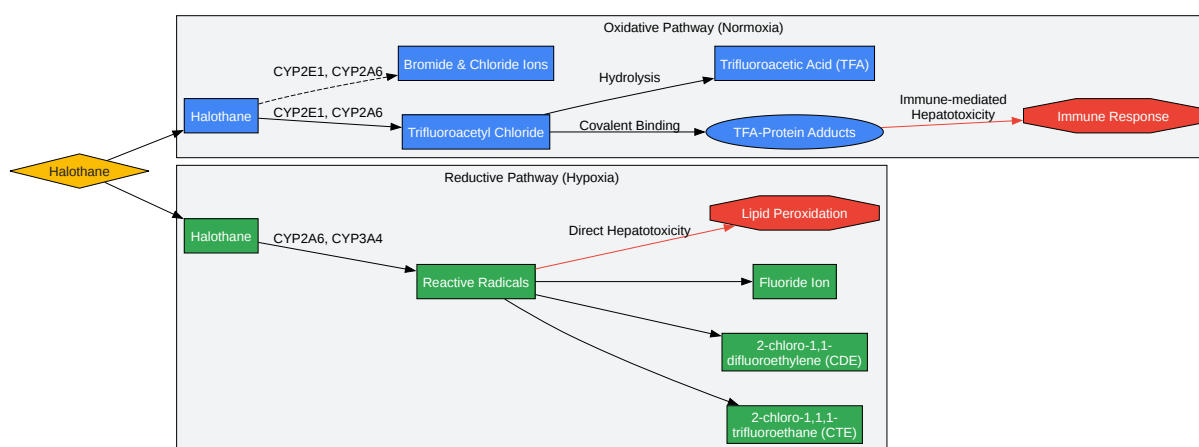 Oxidative Pathway (Normoxia)
CYP2E1, CYP2A6
Bromide & Chloride Ions
Hydrolysis
Trifluoroacetic Acid (TFA)
Halothane
CYP2E1, CYP2A6
Trifluoroacetyl Chloride
Covalent Binding
TFA-Protein Adducts
Immune-mediated
Hepatotoxicity
Immune Response
Halothane
Reductive Pathway (Hypoxia)
Halothane
CYP2A6, CYP3A4
Reactive Radicals
Direct Hepatotoxicity
Lipid Peroxidation
Fluoride Ion
2-chloro-1,1-
difluoroethylene (CDE)
2-chloro-1,1,1-
trifluoroethane (CTE)